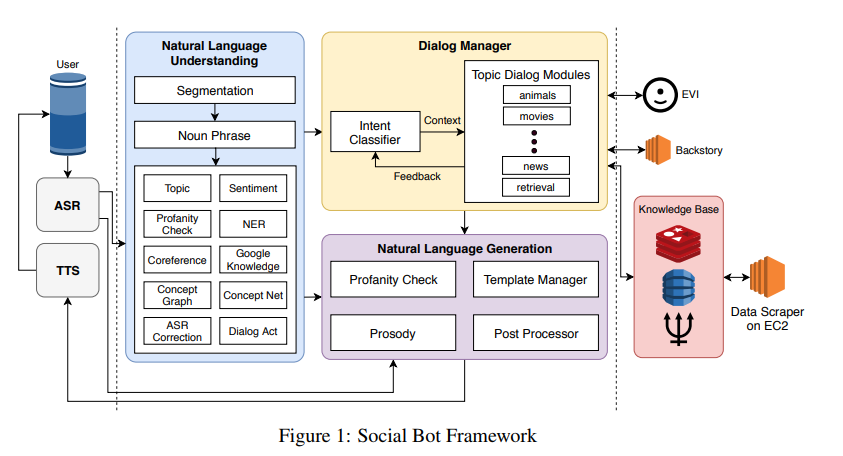 User
ASR
TTS
Natural Language
Understanding
Segmentation
Noun Phrase
Topic
Sentiment
Profanity
Check
NER
Coreference
Google
Knowledge
Concept
Graph
Concept Net
ASR
Correction
Dialog Act
Dialog Manager
Intent
Classifier
Context
Feedback
Topic Dialog Modules
animals
movies
news
retrieval
Natural Language Generation
Profanity Check
Template Manager
Prosody
Post Processor
EVI
Backstory
Knowledge Base
Data Scraper
on EC2
Figure 1: Social Bot Framework